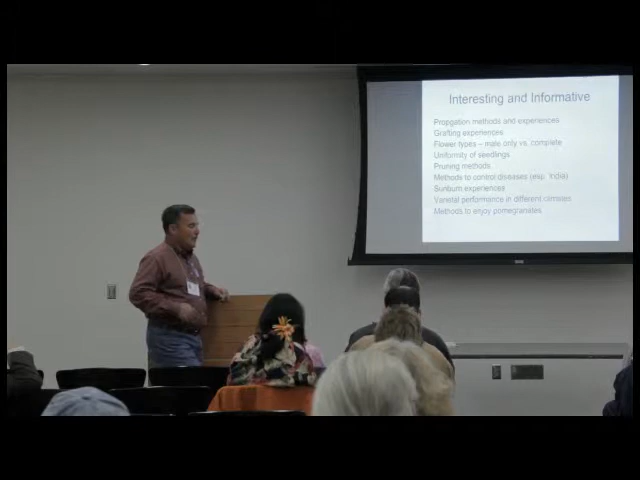 Interesting and Informative
Propgation methods and experiences
Grafting experiences
Flower types – male only vs. complete
Uniformity of seedlings
Pruning methods
Methods to control diseases (esp. India)
Sunburn experiences
Varietal performance in different climates
Methods to enjoy pomegranates